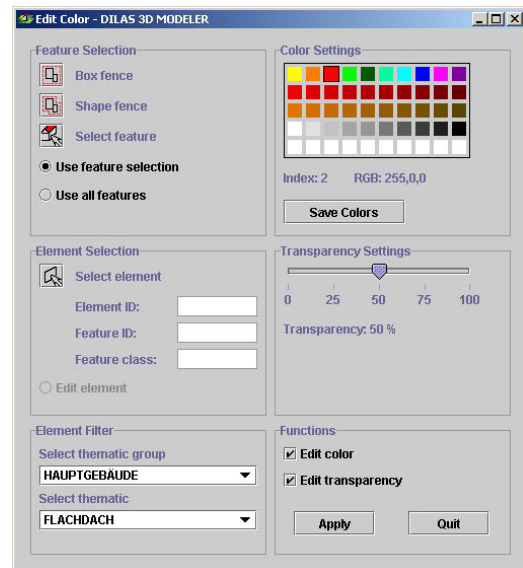 Edit Color - DILAS 3D MODELER
Feature Selection
Box fence
Shape fence
Select feature
Use feature selection
Use all features
Color Settings
Index: 2 RGB: 255,0,0
Save Colors
Element Selection
Select element
Element ID:
Feature ID:
Feature class:
Edit element
Transparency Settings
0 25 50 75 100
Transparency: 50 %
Element Filter
Select thematic group
HAUPTGEBÄUDE
Select thematic
FLACHDACH
Functions
Edit color
Edit transparency
Apply Quit